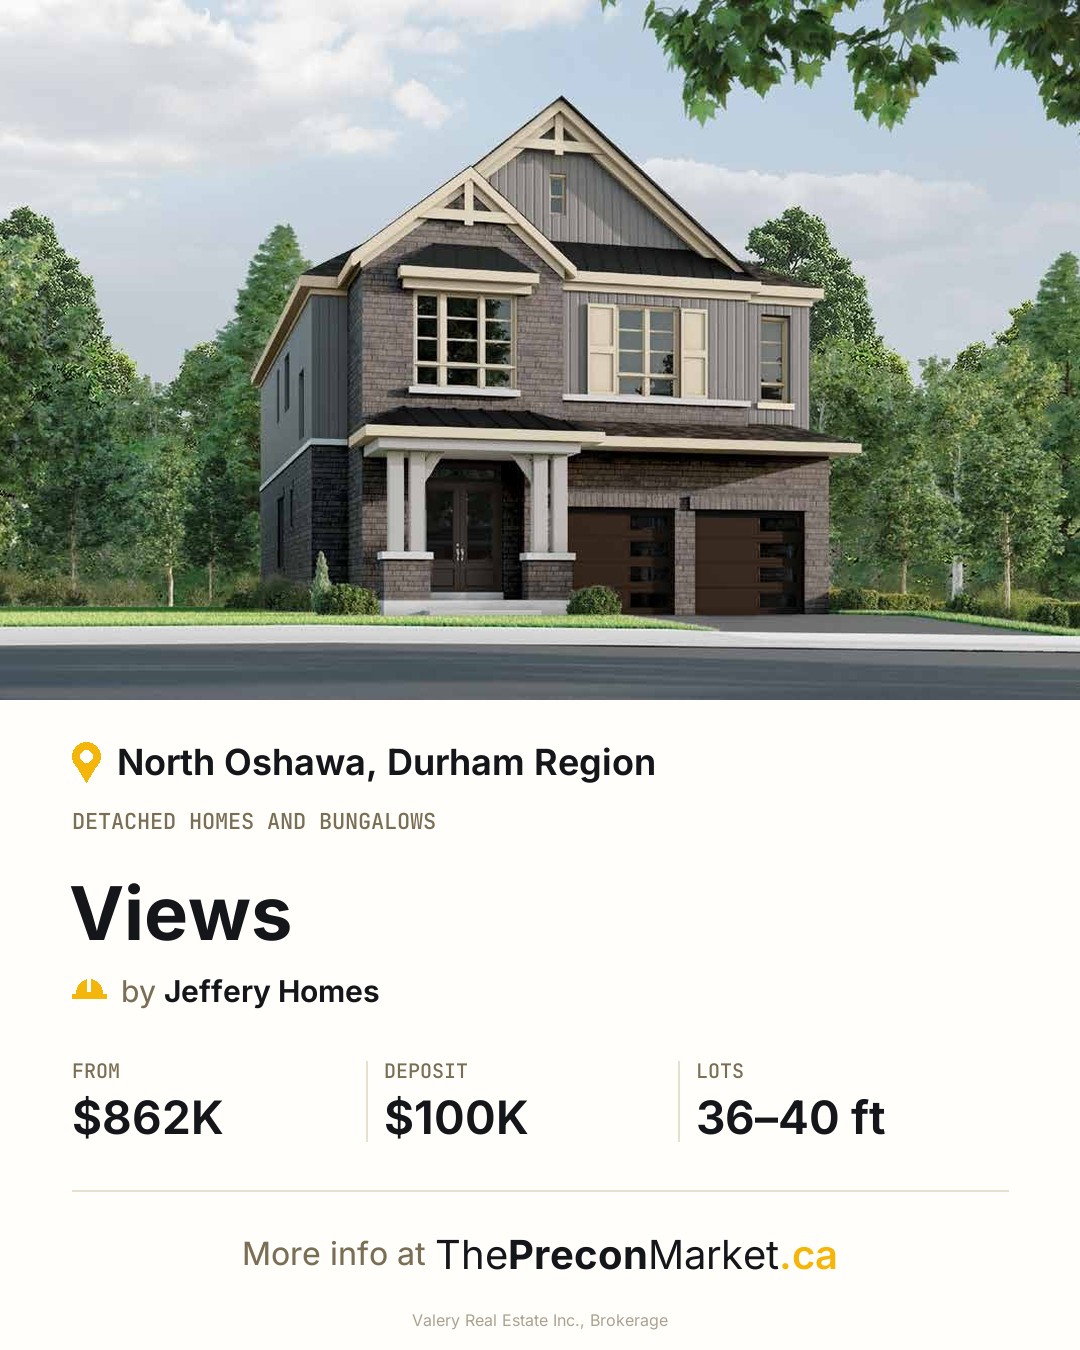 North Oshawa, Durham Region
DETACHED HOMES AND BUNGALOWS
Views
by Jeffery Homes
FROM
$862K
DEPOSIT
$100K
LOTS
36–40 ft
More info at ThePreconMarket.ca
Valery Real Estate Inc., Brokerage